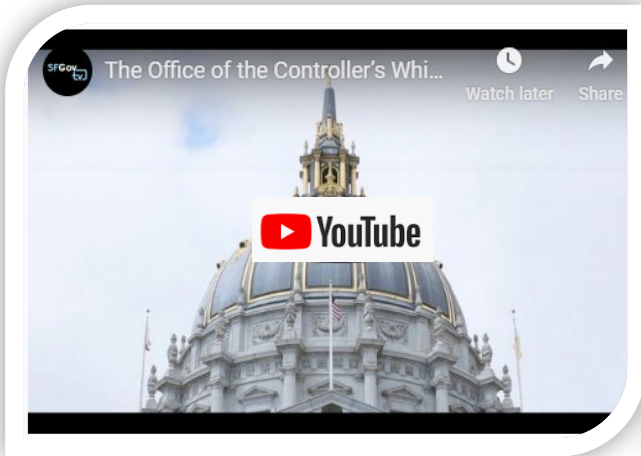 SFGov
tv
The Office of the Controller's Whi...
Watch later
Share
YouTube